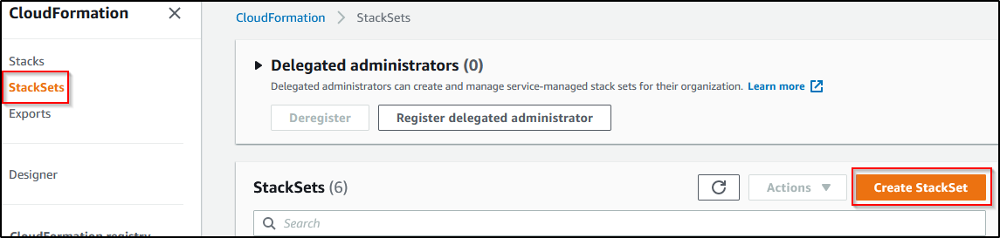 CloudFormation
Stacks
StackSets
Exports
Designer
CloudFormation registry
CloudFormation > StackSets
Delegated administrators (0)
Delegated administrators can create and manage service-managed stack sets for their organization. Learn more
Deregister
Register delegated administrator
StackSets (6)
Actions
Create StackSet
Search